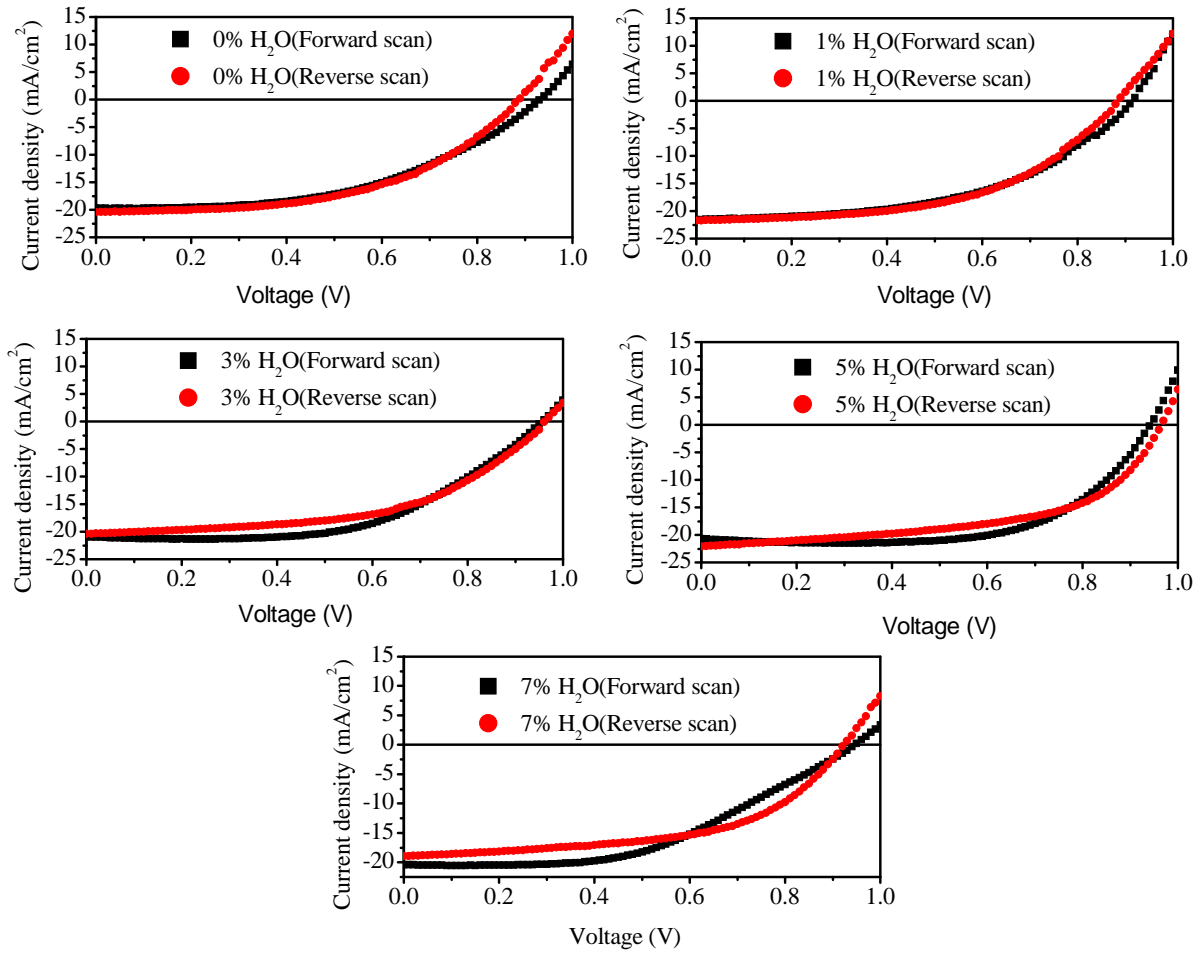 Current density (mA/cm²)
15
10
5
0
-5
-10
-15
-20
-25
0% H₂O(Forward scan)
0% H₂O(Reverse scan)
0.0 0.2 0.4 0.6 0.8 1.0
Voltage (V)
Current density (mA/cm²)
15
10
5
0
-5
-10
-15
-20
-25
1% H₂O(Forward scan)
1% H₂O(Reverse scan)
0.0 0.2 0.4 0.6 0.8 1.0
Voltage (V)
Current density (mA/cm²)
15
10
5
0
-5
-10
-15
-20
-25
3% H₂O(Forward scan)
3% H₂O(Reverse scan)
0.0 0.2 0.4 0.6 0.8 1.0
Voltage (V)
Current density (mA/cm²)
15
10
5
0
-5
-10
-15
-20
-25
5% H₂O(Forward scan)
5% H₂O(Reverse scan)
0.0 0.2 0.4 0.6 0.8 1.0
Voltage (V)
Current density (mA/cm²)
15
10
5
0
-5
-10
-15
-20
7% H₂O(Forward scan)
7% H₂O(Reverse scan)
0.0 0.2 0.4 0.6 0.8 1.0
Voltage (V)